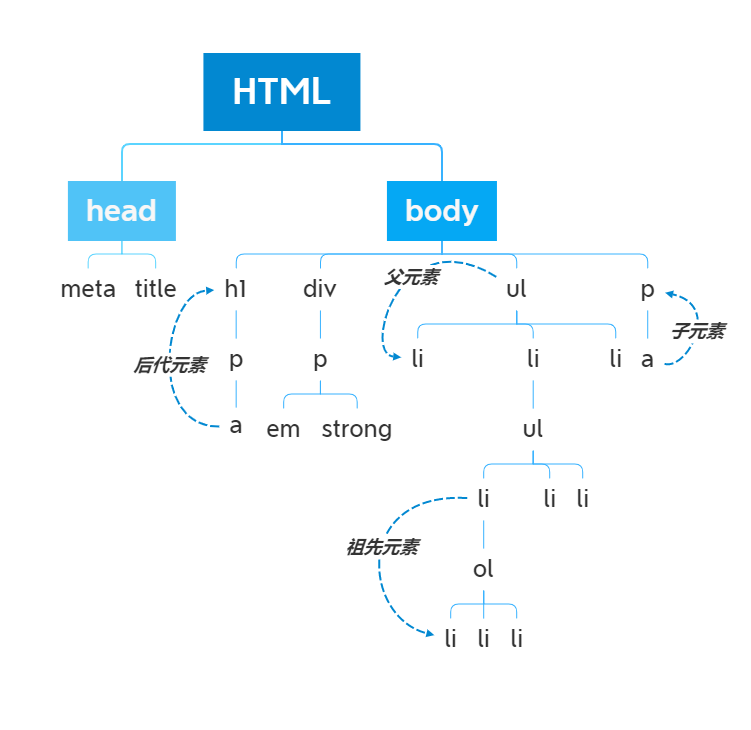 HTML
head body
meta title h1 div 父元素 ul p
子元素
后代元素 p p li li li a
a em strong ul
li li li
祖先元素
ol
li li li